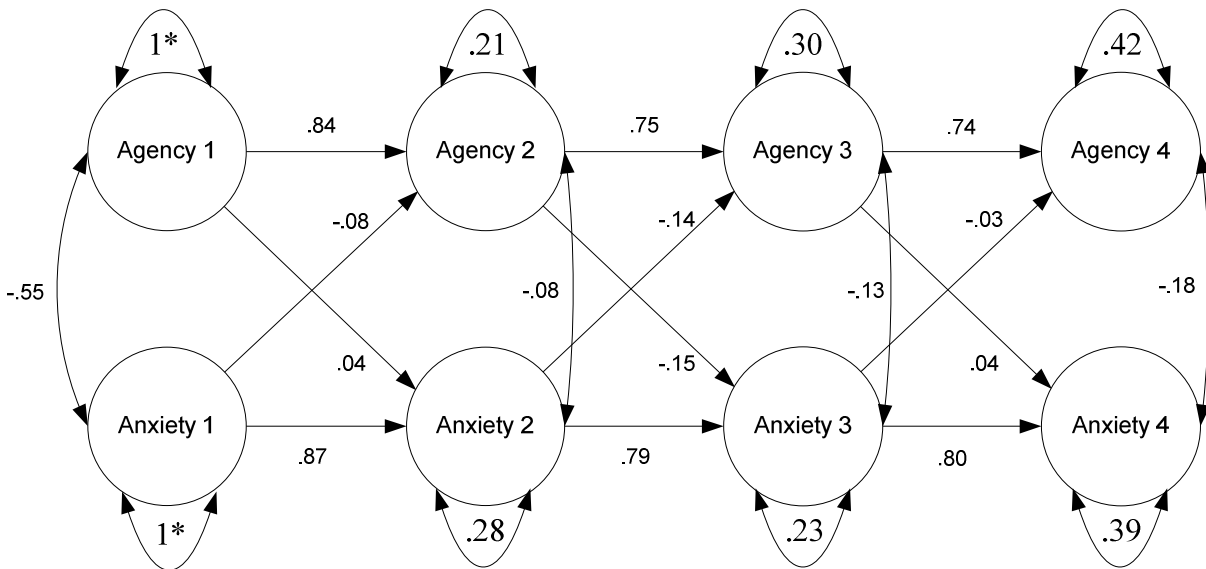 1* .21 .30 .42
.84 .75 .74
Agency 1 Agency 2 Agency 3 Agency 4
-.08 -.14 -.03
-.55 -.08 -.13 -.18
.04 -.15 .04
Anxiety 1 Anxiety 2 Anxiety 3 Anxiety 4
.87 .79 .80
1* .28 .23 .39